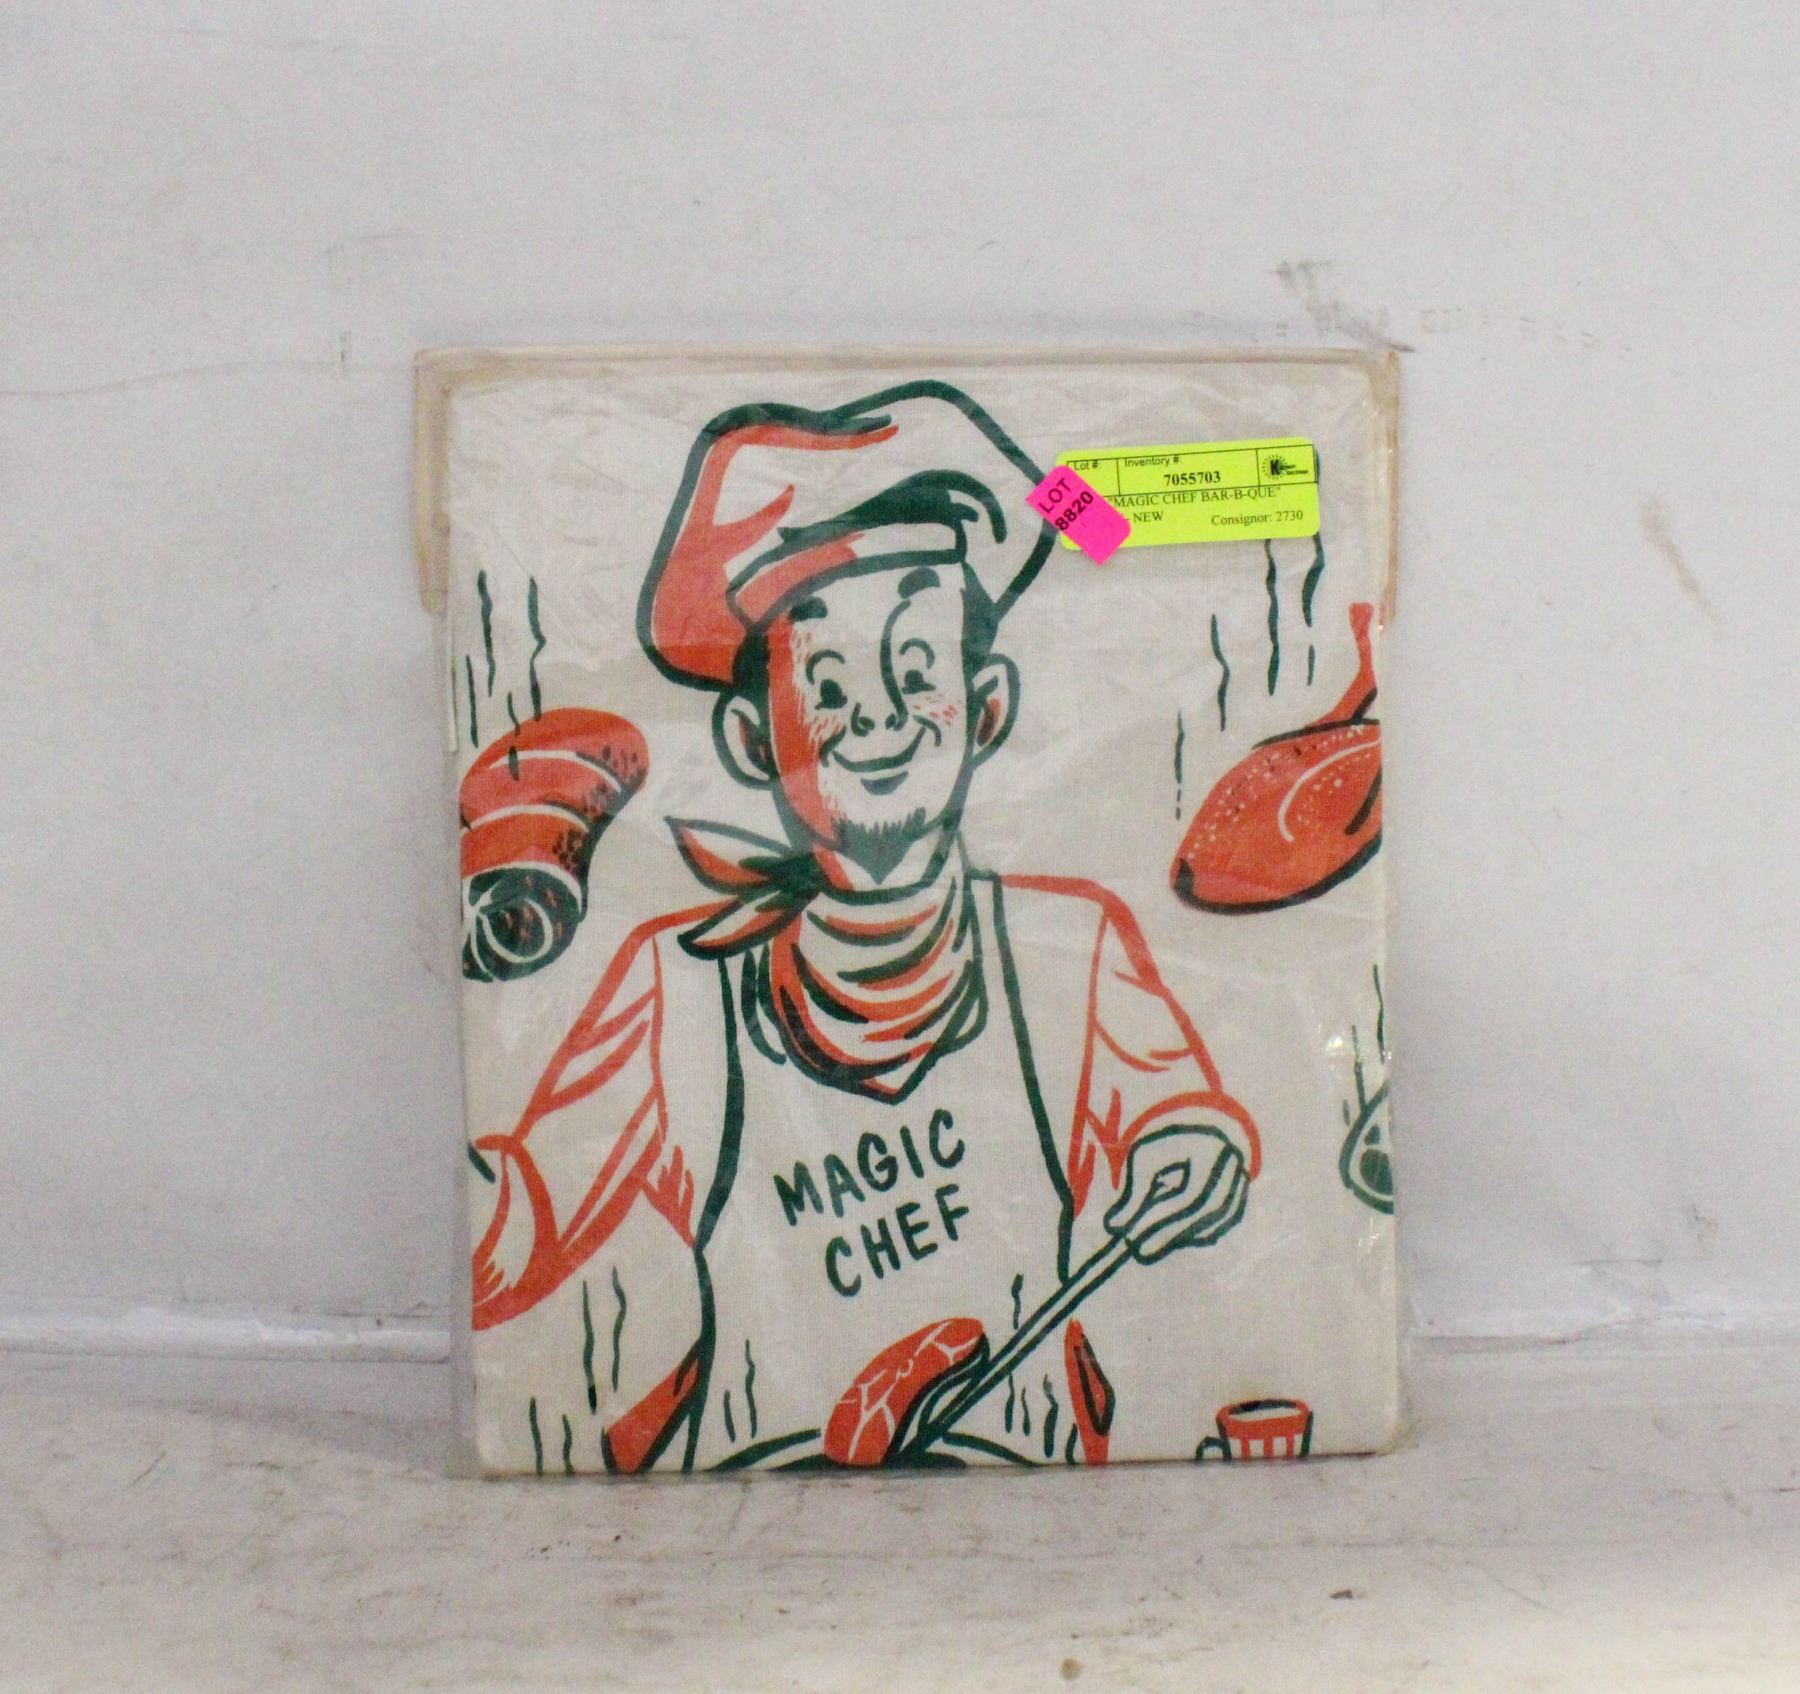 Lot #:
Inventory #:
7055703
"MAGIC CHEF BAR-B-QUE"
- NEW
Consignor: 2730
LOT
8820
MAGIC
CHEF